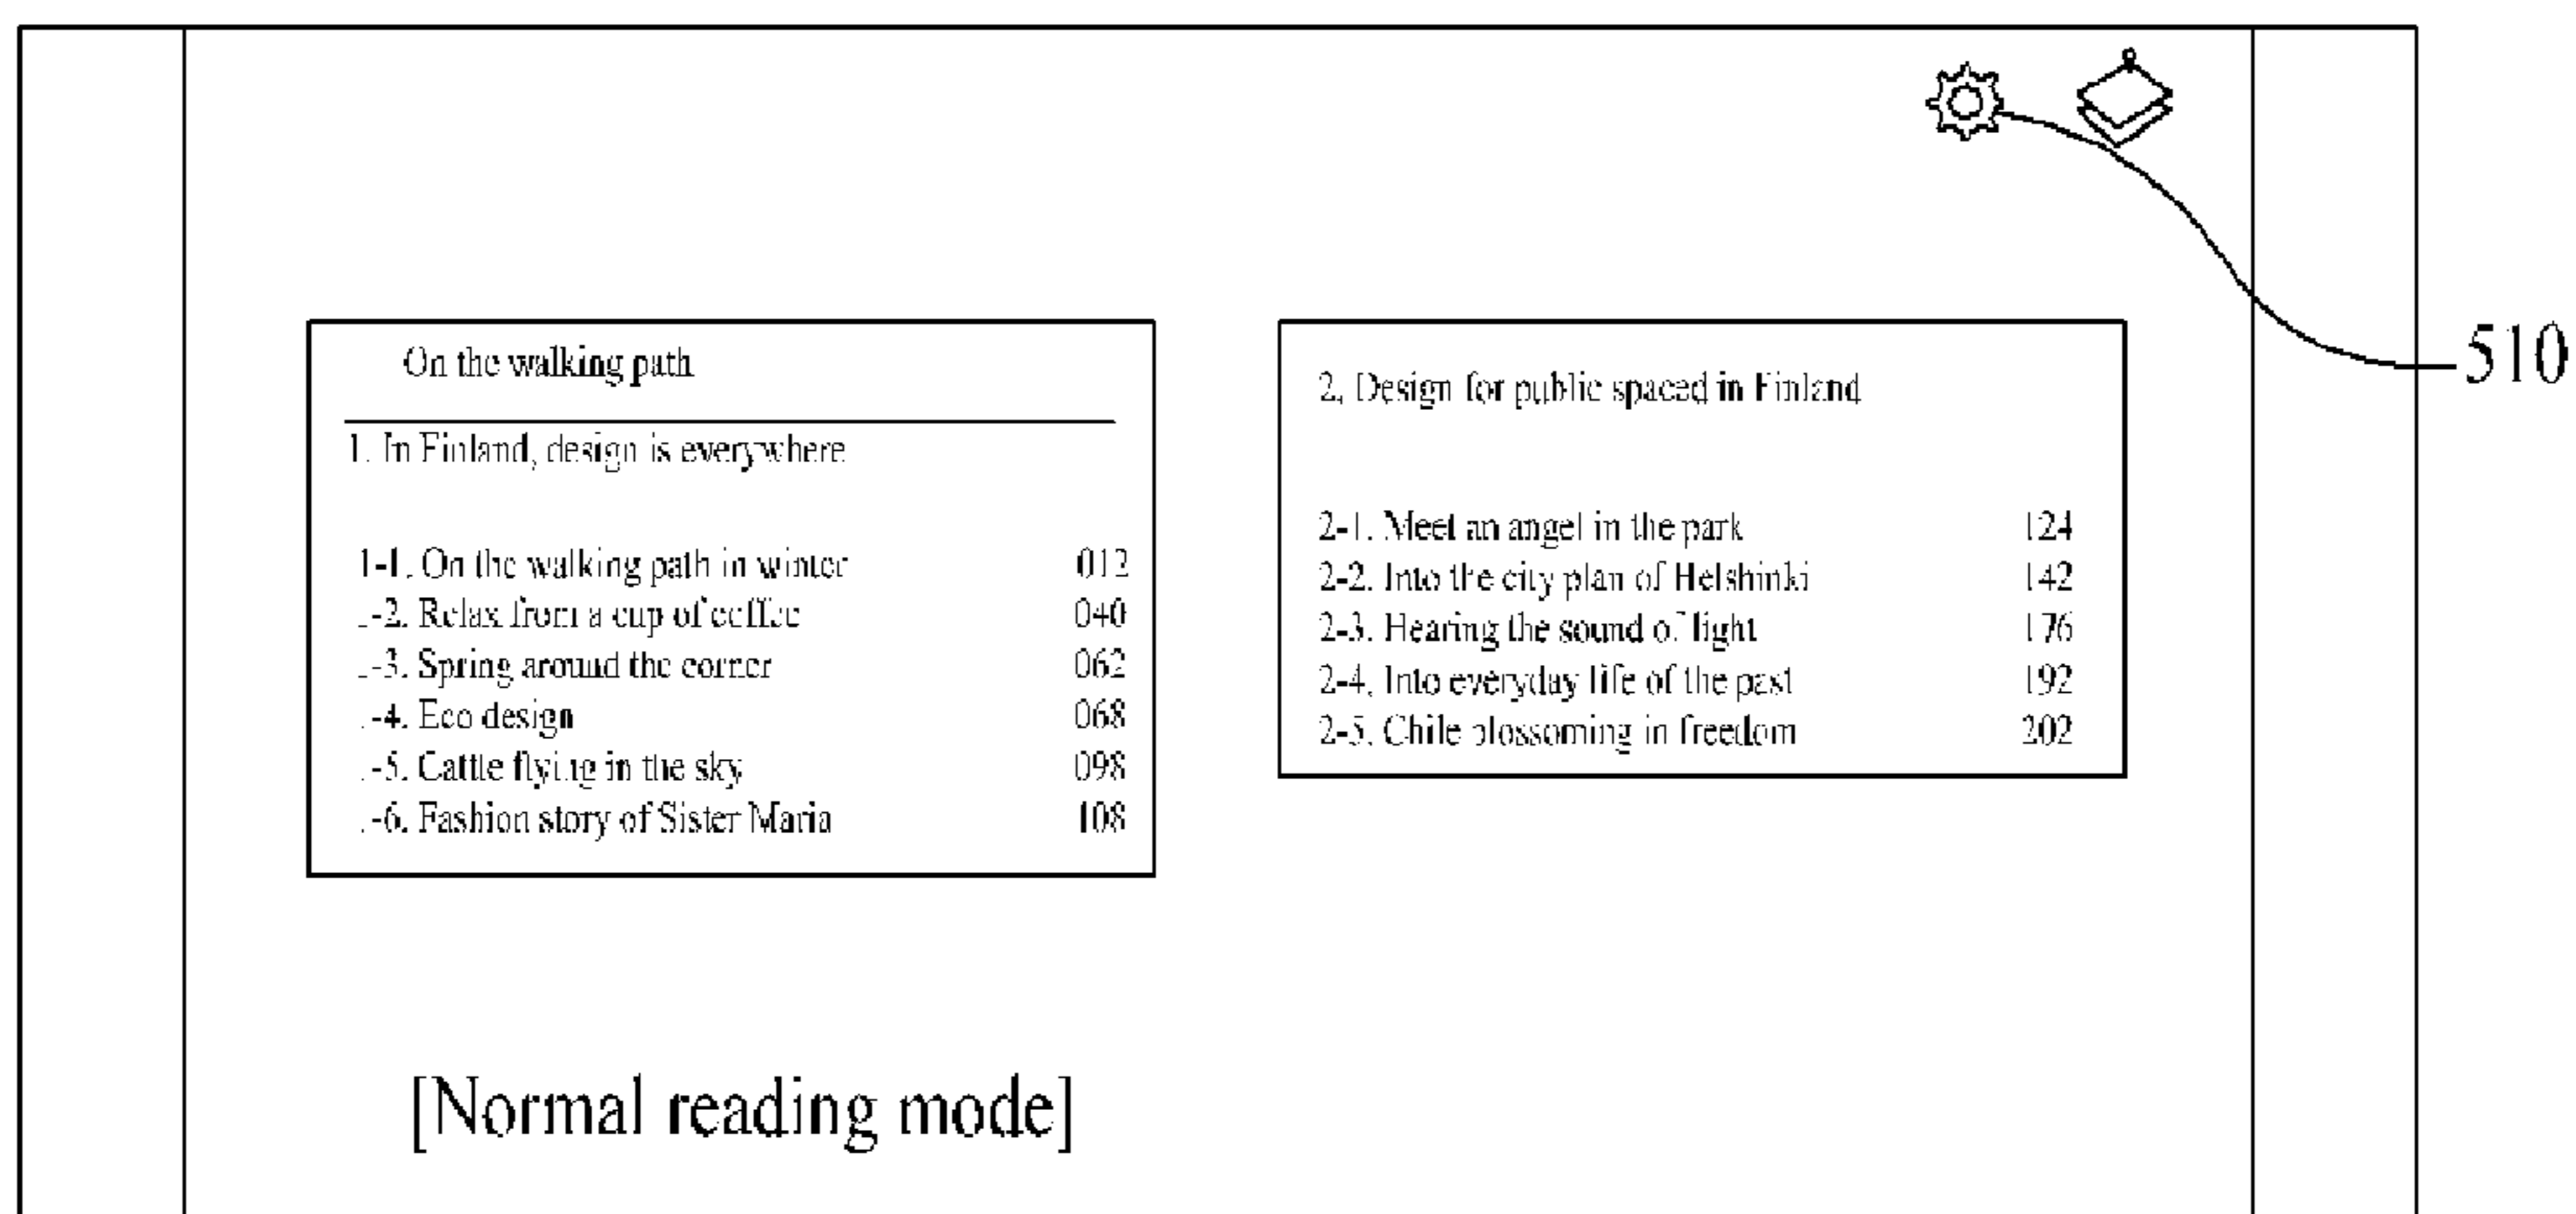 On the walking path
1. In Finland, design is everywhere
1-1. On the walking path in winter 012
1-2. Relax from a cup of coffee 040
1-3. Spring around the corner 062
1-4. Eco design 068
1-5. Cattle flying in the sky 098
1-6. Fashion story of Sister Maria 108
2. Design for public spaced in Finland
2-1. Meet an angel in the park 124
2-2. Into the city plan of Helshinki 142
2-3. Hearing the sound of light 176
2-4. Into everyday life of the past 192
2-5. Chile blossoming in freedom 202
510
[Normal reading mode]